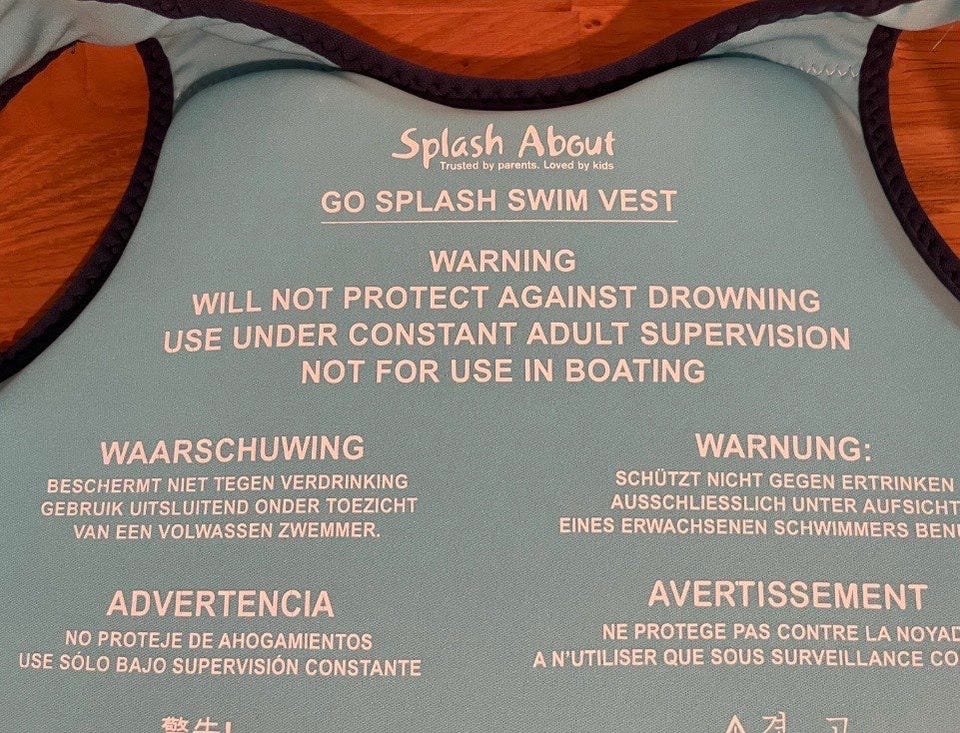 Splash About
Trusted by parents. Loved by kids
GO SPLASH SWIM VEST
WARNING
WILL NOT PROTECT AGAINST DROWNING
USE UNDER CONSTANT ADULT SUPERVISION
NOT FOR USE IN BOATING
WAARSCHUWING
BESCHERMT NIET TEGEN VERDRINKING
GEBRUIK UITSLUITEND ONDER TOEZICHT
VAN EEN VOLWASSEN ZWEMMER.
WARNUNG:
SCHÜTZT NICHT GEGEN ERTRINKEN
AUSSCHLIESSLICH UNTER AUFSICHT
EINES ERWACHSENEN SCHWIMMERS
ADVERTENCIA
NO PROTEJE DE AHOGAMIENTOS
USE SÓLO BAJO SUPERVISIÓN CONSTANTE
AVERTISSEMENT
NE PROTEGE PAS CONTRE LA
A N'UTILISER QUE SOUS SURVEILLANCE